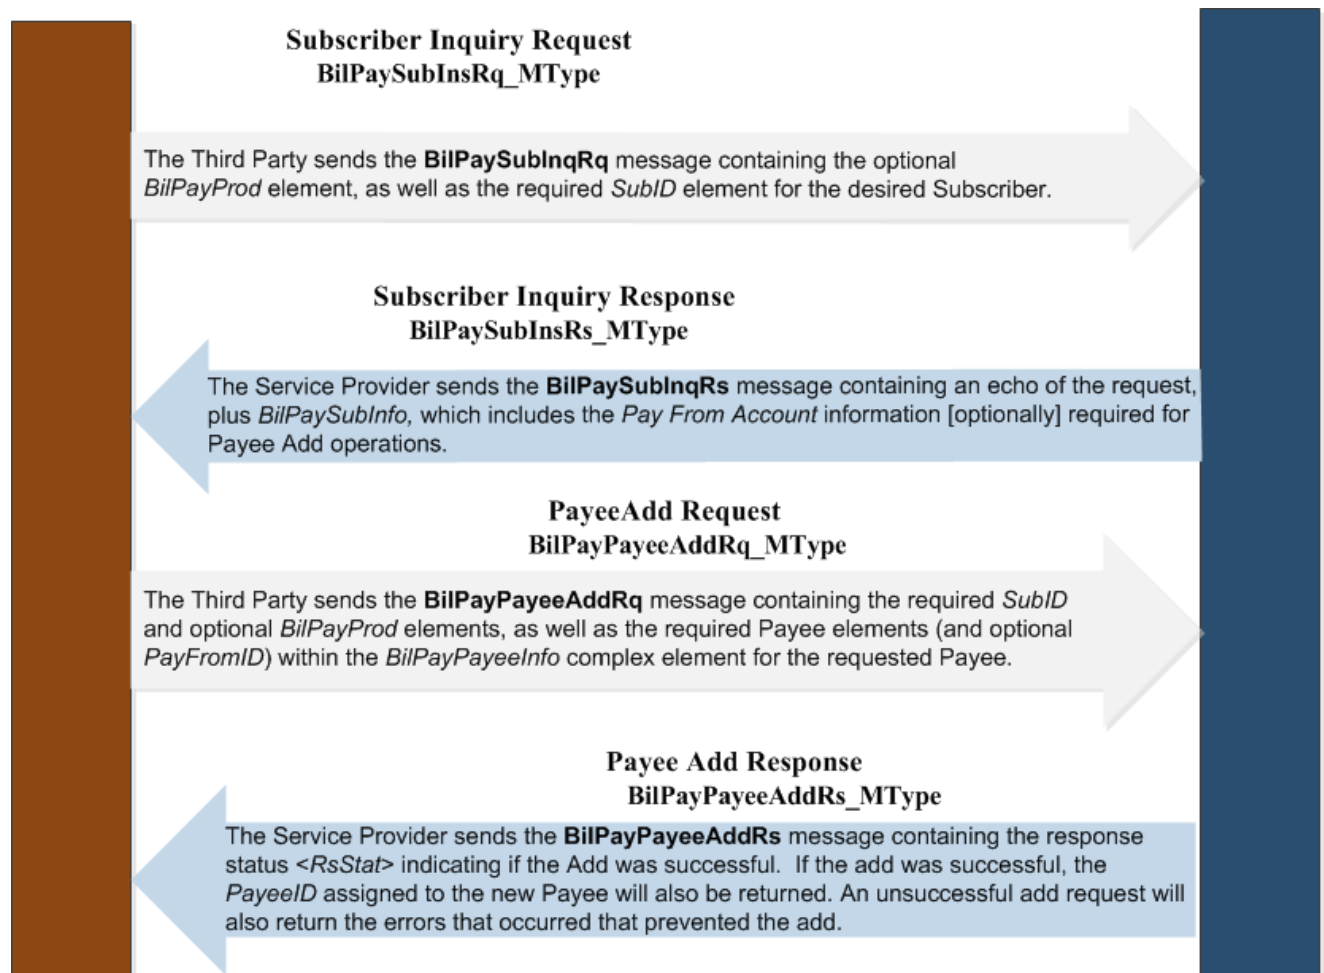 Subscriber Inquiry Request
BilPaySubInsRq_MType
The Third Party sends the BilPaySubInqRq message containing the optional
BilPayProd element, as well as the required SubID element for the desired Subscriber.
Subscriber Inquiry Response
BilPaySubInsRs_MType
The Service Provider sends the BilPaySubInqRs message containing an echo of the request,
plus BilPaySubInfo, which includes the Pay From Account information [optionally] required for
Payee Add operations.
PayeeAdd Request
BilPayPayeeAddRq_MType
The Third Party sends the BilPayPayeeAddRq message containing the required SubID
and optional BilPayProd elements, as well as the required Payee elements (and optional
PayFromID) within the BilPayPayeeInfo complex element for the requested Payee.
Payee Add Response
BilPayPayeeAddRs_MType
The Service Provider sends the BilPayPayeeAddRs message containing the response
status <RsStat> indicating if the Add was successful.  If the add was successful, the
PayeeID assigned to the new Payee will also be returned. An unsuccessful add request will
also return the errors that occurred that prevented the add.